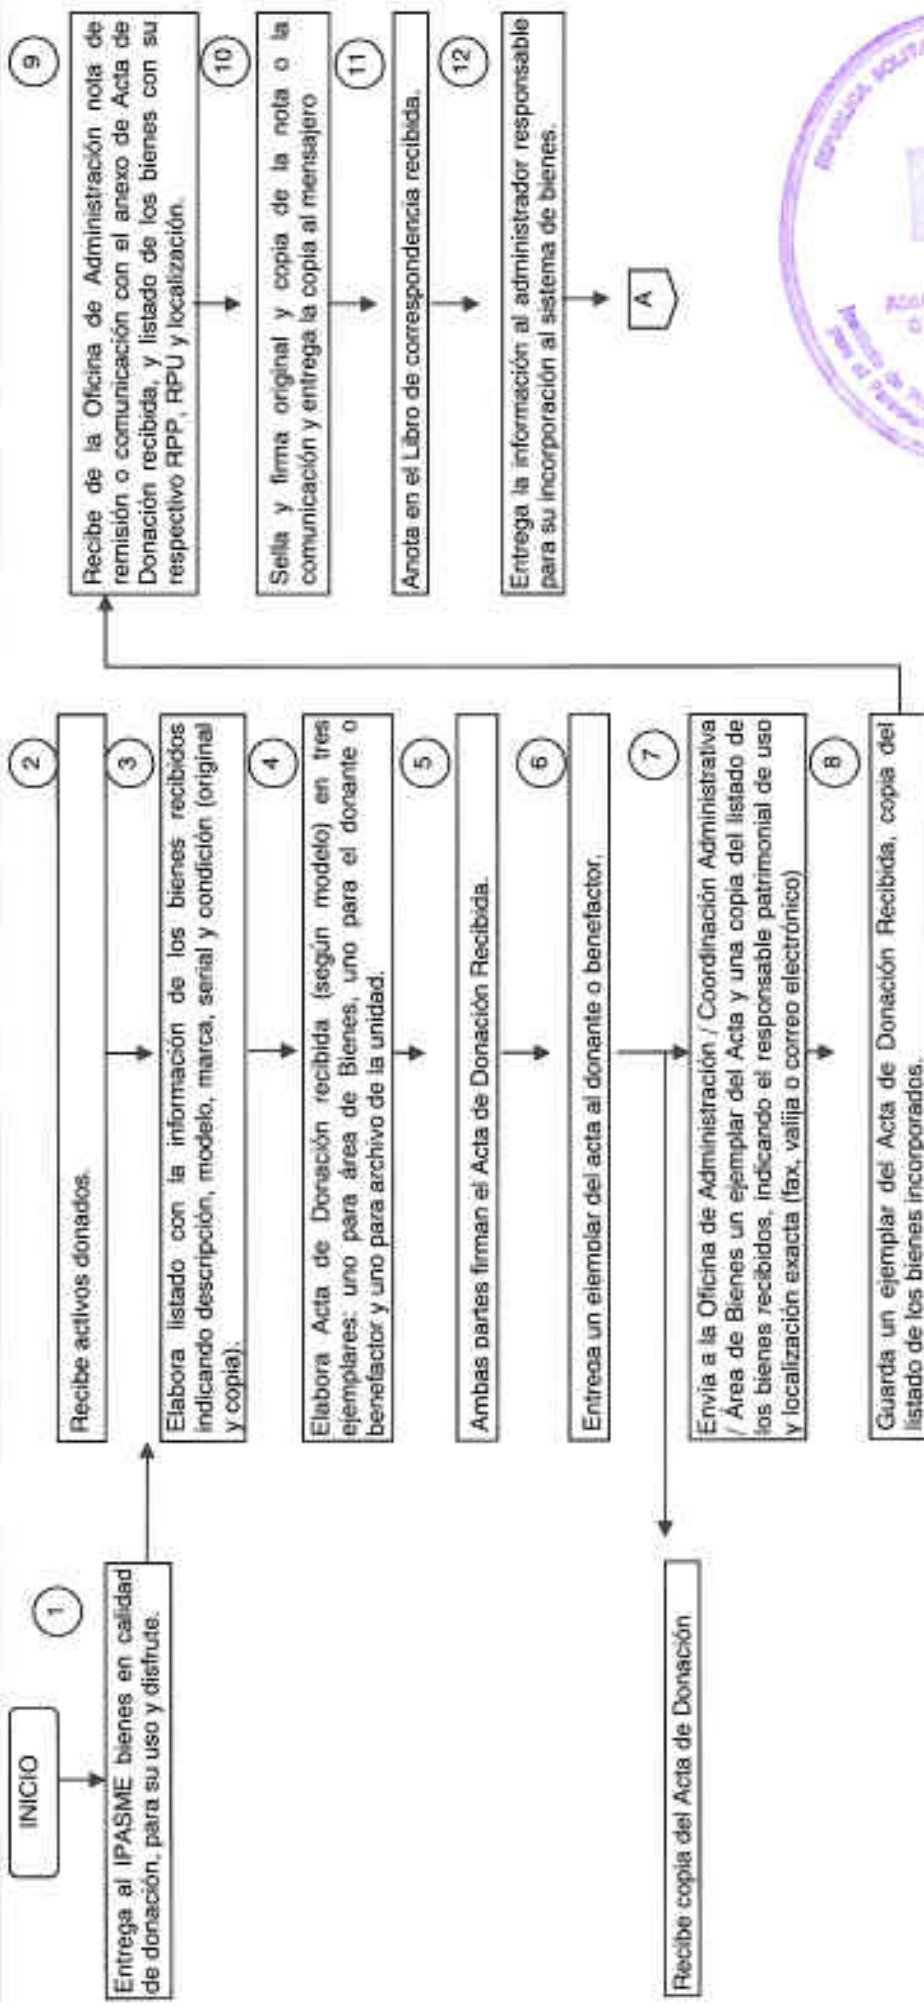 INICIO
1
Entrega al IPASME bienes en calidad
de donación, para su uso y disfrute.
2
Recibe activos donados.
3
Elabora listado con la información de los bienes recibidos
indicando descripción, modelo, marca, serial y condición (original
y copia).
4
Elabora Acta de Donación recibida (según modelo) en tres
ejemplares: uno para área de Bienes, uno para el donante o
benefactor y uno para archivo de la unidad.
5
Ambas partes firman el Acta de Donación Recibida.
6
Entrega un ejemplar del acta al donante o benefactor.
Recibe copia del Acta de Donación
7
Envía a la Oficina de Administración / Coordinación Administrativa
/ Área de Bienes un ejemplar del Acta y una copia del listado de
los bienes recibidos, indicando el responsable patrimonial de uso
y localización exacta (fax, valija o correo electrónico)
8
Guarda un ejemplar del Acta de Donación Recibida, copia del
listado de los bienes incorporados.
9
Recibe de la Oficina de Administración nota de
remisión o comunicación con el anexo de Acta de
Donación recibida, y listado de los bienes con su
respectivo RPP, RPU y localización.
10
Sella y firma original y copia de la nota o la
comunicación y entrega la copia al mensajero
11
Anota en el Libro de correspondencia recibida.
12
Entrega la información al administrador responsable
para su incorporación al sistema de bienes.
A
REPUBLICA